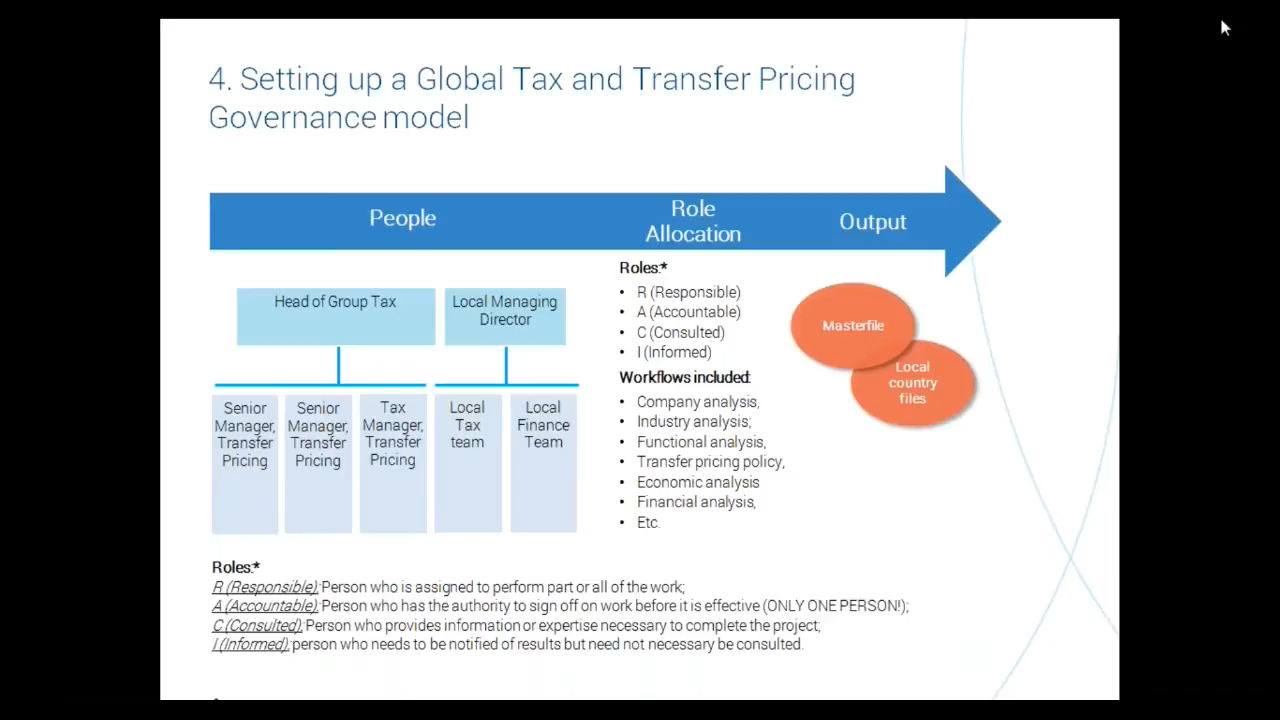 4. Setting up a Global Tax and Transfer Pricing
Governance model
People
Role
Allocation
Output
Head of Group Tax
Local Managing
Director
Senior
Manager,
Transfer
Pricing
Senior
Manager,
Transfer
Pricing
Tax
Manager,
Transfer
Pricing
Local
Tax
team
Local
Finance
Team
Roles:*
• R (Responsible)
• A (Accountable)
• C (Consulted)
• I (Informed)
Workflows included:
• Company analysis,
• Industry analysis;
• Functional analysis,
• Transfer pricing policy,
• Economic analysis
• Financial analysis,
• Etc.
Masterfile
Local
country
files
Roles:*
R (Responsible): Person who is assigned to perform part or all of the work;
A (Accountable): Person who has the authority to sign off on work before it is effective (ONLY ONE PERSON!);
C (Consulted): Person who provides information or expertise necessary to complete the project;
I (Informed): person who needs to be notified of results but need not necessary be consulted.